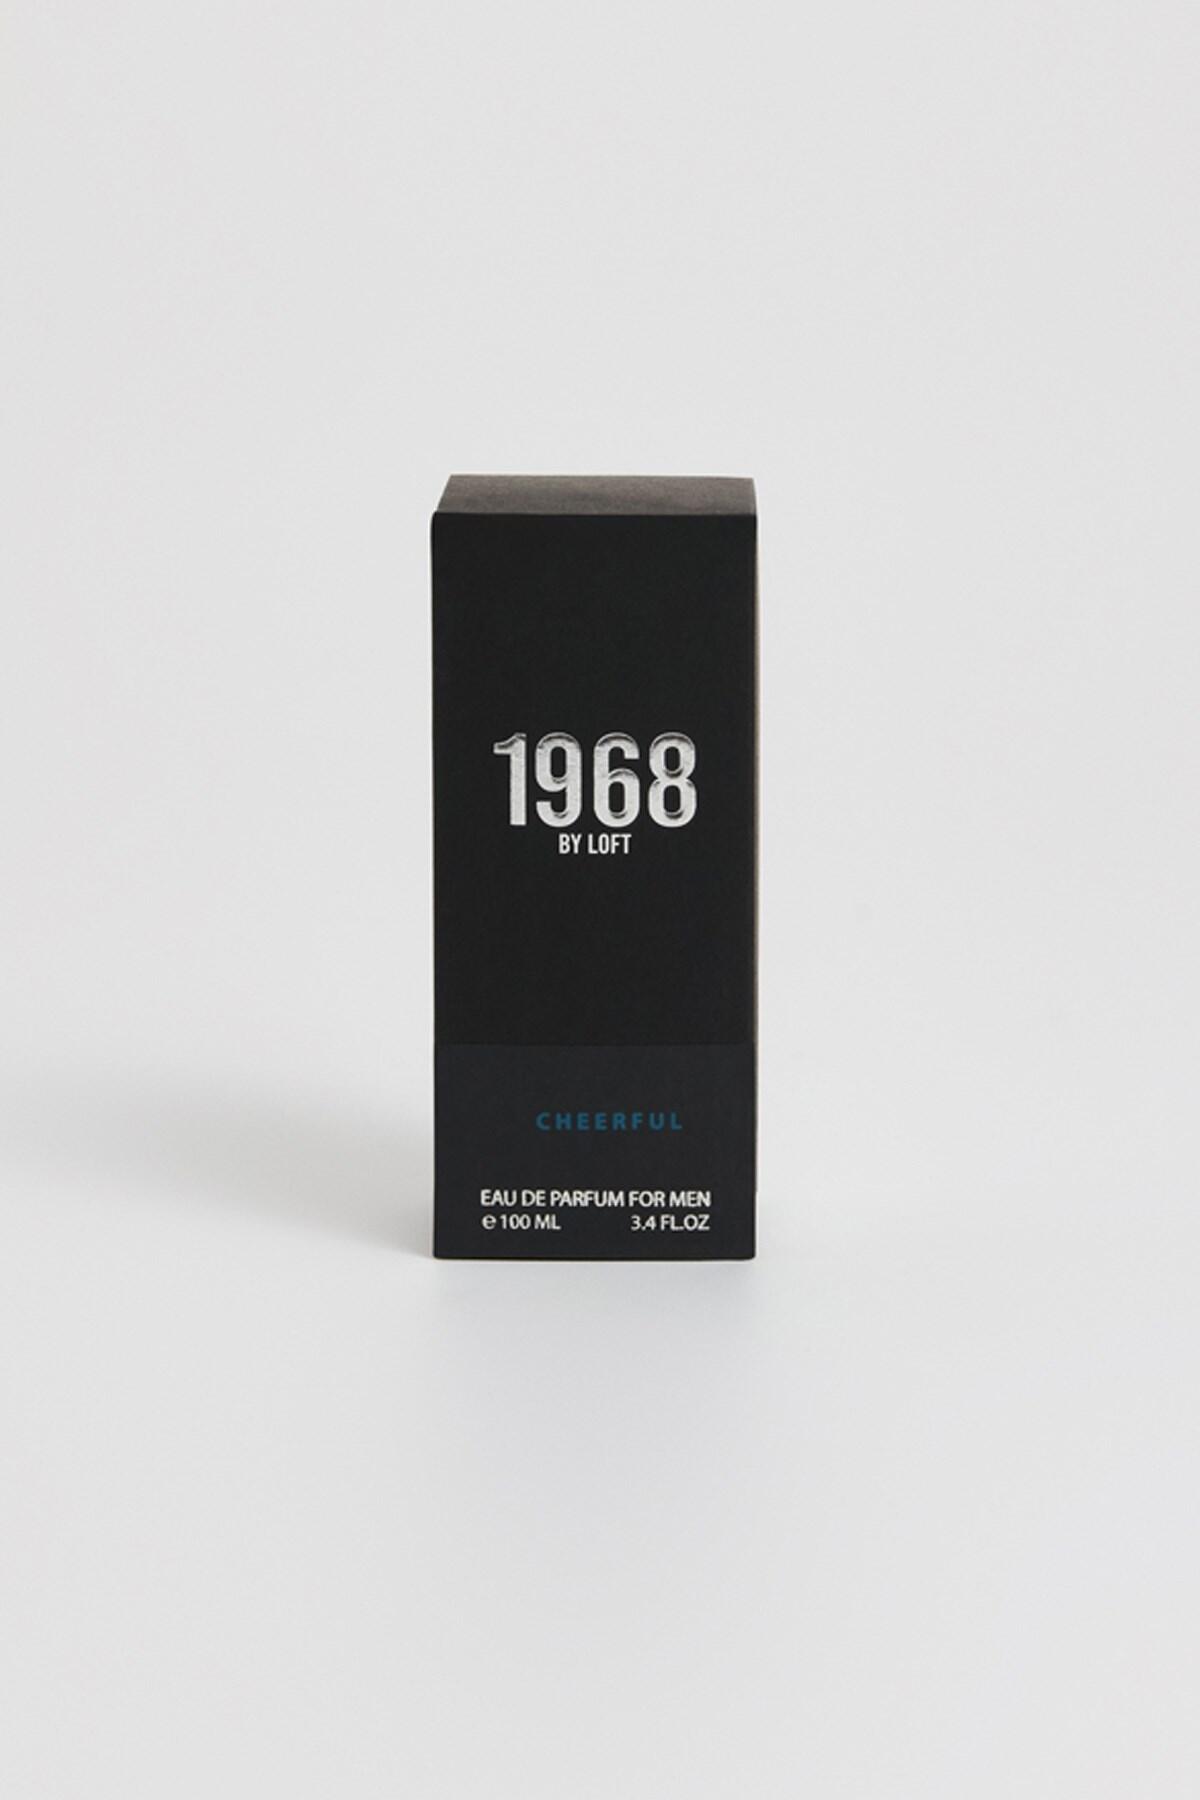 1968
BY LOFT
CHEERFUL
EAU DE PARFUM FOR MEN
℮ 100 ML 3.4 FL.OZ